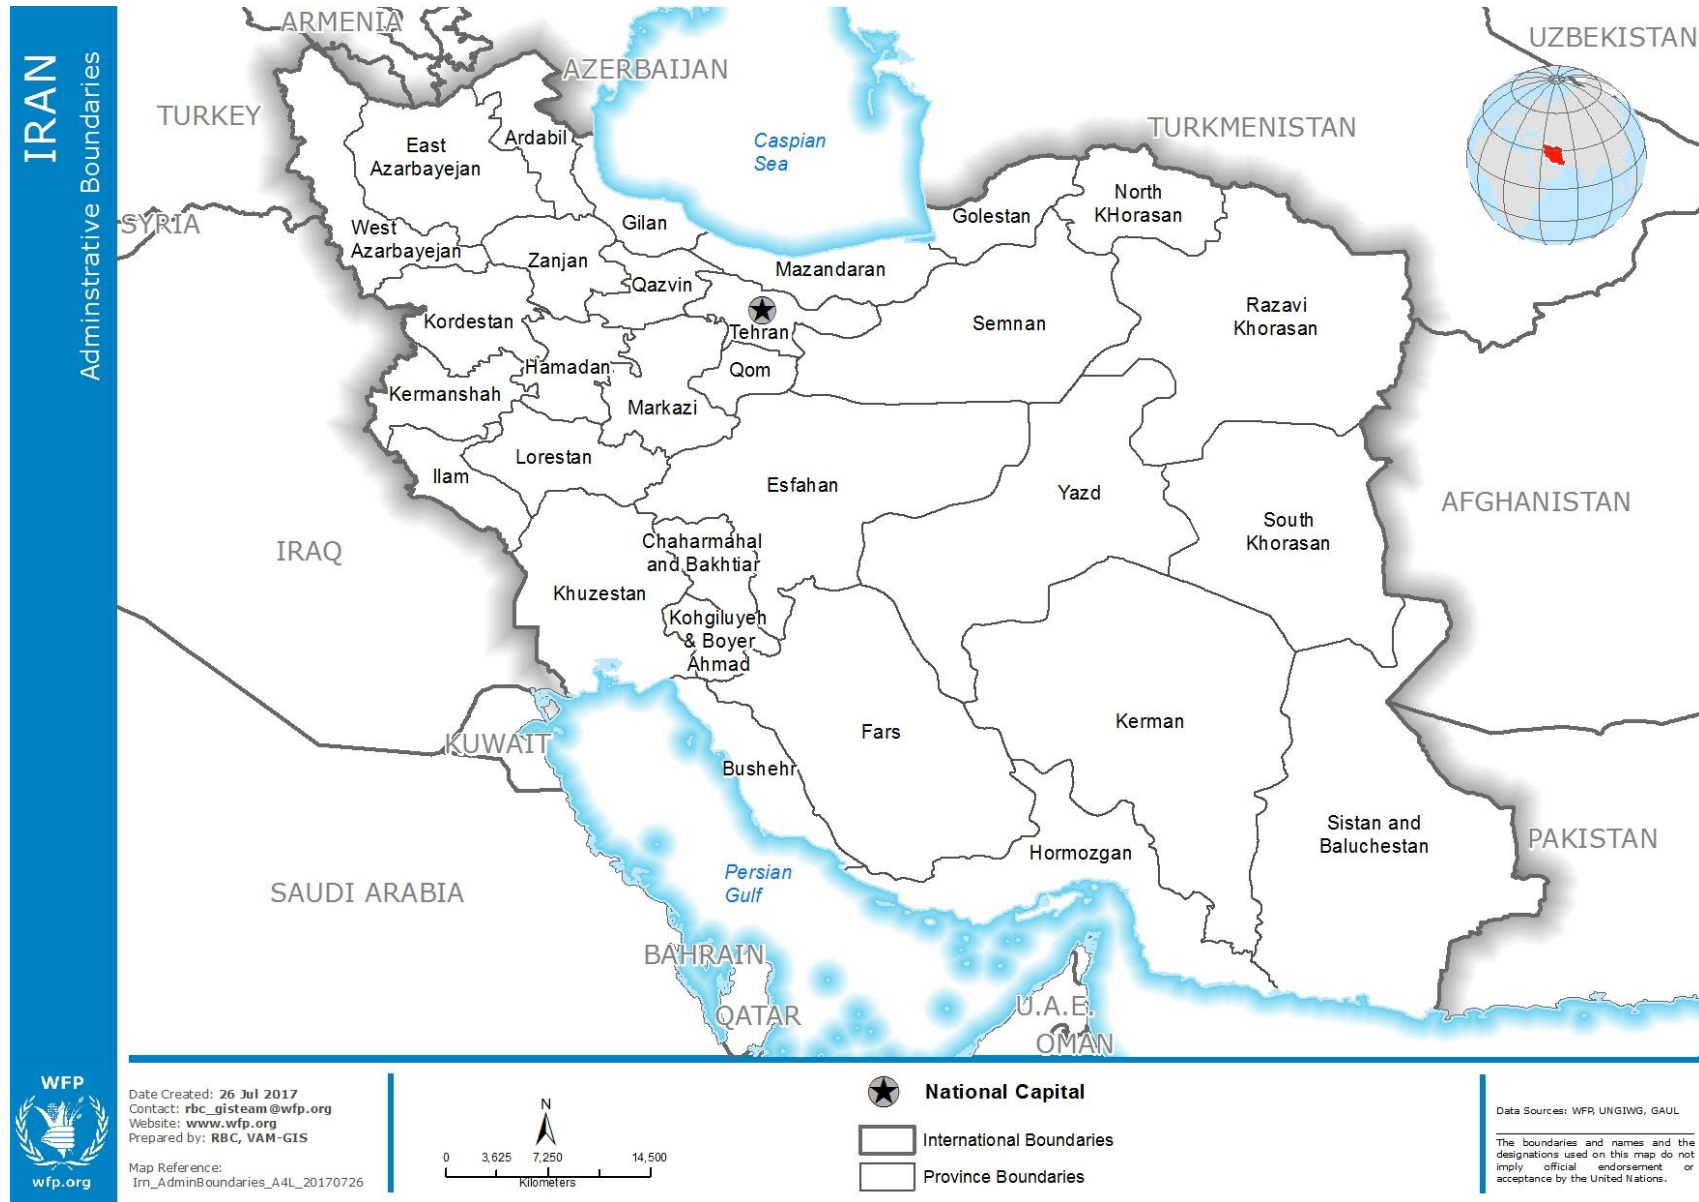 IRAN
Adminstrative Boundaries
ARMENIA
AZERBAIJAN
UZBEKISTAN
TURKEY
TURKMENISTAN
SYRIA
IRAQ
AFGHANISTAN
KUWAIT
SAUDI ARABIA
PAKISTAN
BAHRAIN
QATAR
U.A.E.
OMAN
Caspian
Sea
Persian
Gulf
East
Azarbayejan
Ardabil
West
Azarbayejan
Gilan
Zanjan
Qazvin
Mazandaran
Golestan
North
KHorasan
Razavi
Khorasan
Semnan
Tehran
Kordestan
Hamadan
Qom
Kermanshah
Markazi
Lorestan
Ilam
Esfahan
Yazd
South
Khorasan
Chaharmahal
and Bakhtiar
Khuzestan
Kohgiluyeh
& Boyer
Ahmad
Fars
Kerman
Bushehr
Hormozgan
Sistan and
Baluchestan
WFP
wfp.org
Date Created: 26 Jul 2017
Contact: rbc_gisteam@wfp.org
Website: www.wfp.org
Prepared by: RBC, VAM-GIS
Map Reference:
Irn_AdminBoundaries_A4L_20170726
N
0 3,625 7,250 14,500
Kilometers
National Capital
International Boundaries
Province Boundaries
Data Sources: WFP, UNGIWG, GAUL
The boundaries and names and the
designations used on this map do not
imply official endorsement or
acceptance by the United Nations.